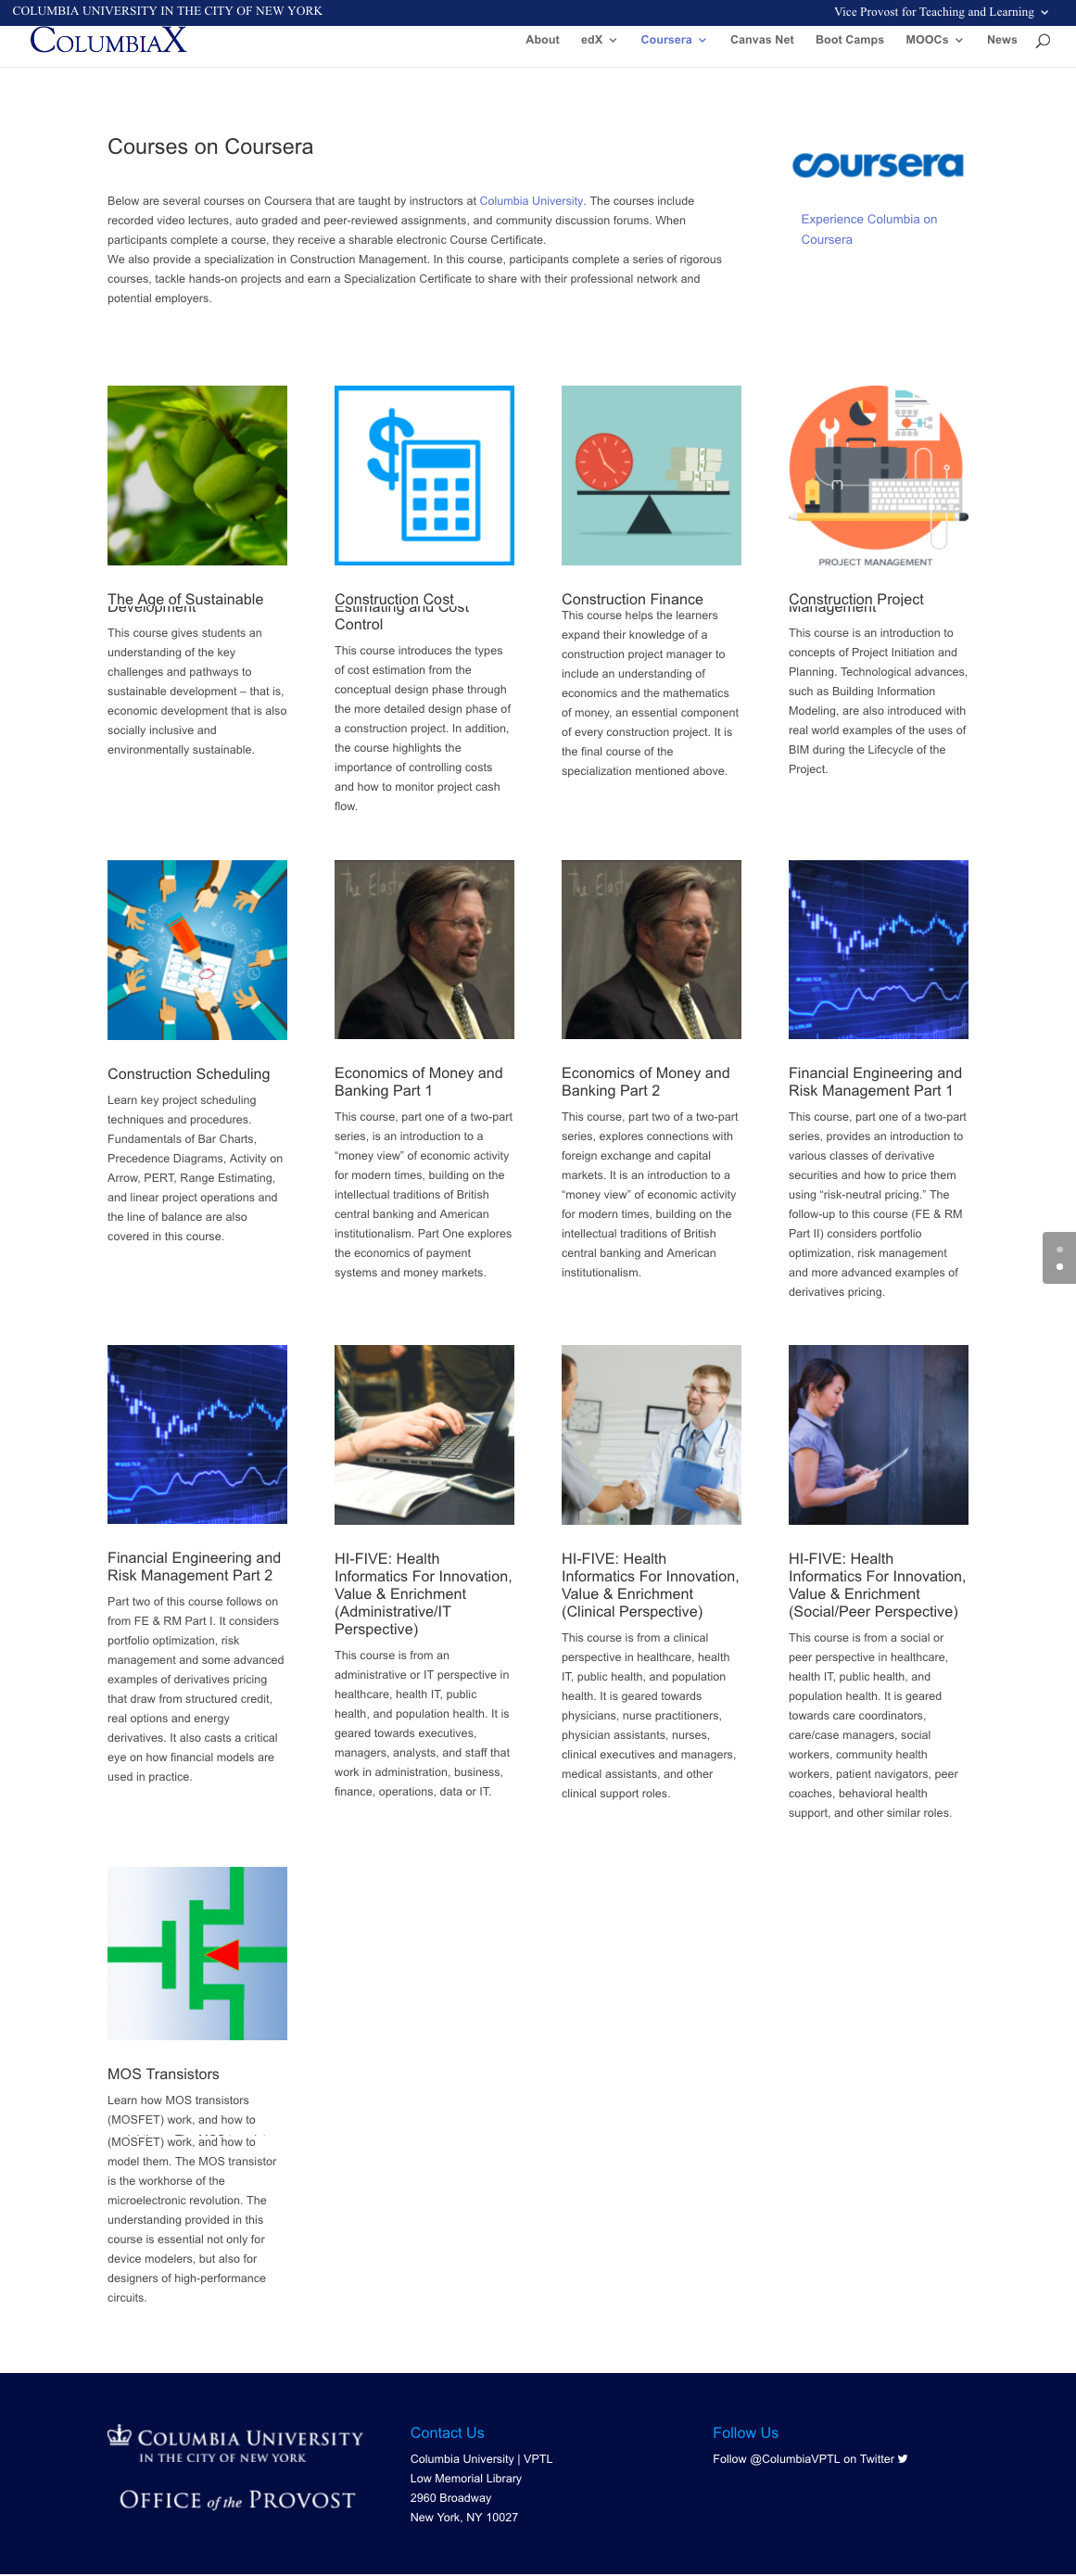 COLUMBIA UNIVERSITY IN THE CITY OF NEW YORK
Vice Provost for Teaching and Learning
COLUMBIAX
About edX Coursera Canvas Net Boot Camps MOOCs News
Courses on Coursera
Below are several courses on Coursera that are taught by instructors at Columbia University. The courses include
recorded video lectures, auto graded and peer-reviewed assignments, and community discussion forums. When
participants complete a course, they receive a sharable electronic Course Certificate.
We also provide a specialization in Construction Management. In this course, participants complete a series of rigorous
courses, tackle hands-on projects and earn a Specialization Certificate to share with their professional network and
potential employers.
coursera
Experience Columbia on
Coursera
The Age of Sustainable
Development
This course gives students an
understanding of the key
challenges and pathways to
sustainable development – that is,
economic development that is also
socially inclusive and
environmentally sustainable.
$
Construction Cost
Estimating and Cost
Control
This course introduces the types
of cost estimation from the
conceptual design phase through
the more detailed design phase of
a construction project. In addition,
the course highlights the
importance of controlling costs
and how to monitor project cash
flow.
Construction Finance
This course helps the learners
expand their knowledge of a
construction project manager to
include an understanding of
economics and the mathematics
of money, an essential component
of every construction project. It is
the final course of the
specialization mentioned above.
PROJECT MANAGEMENT
Construction Project
Management
This course is an introduction to
concepts of Project Initiation and
Planning. Technological advances,
such as Building Information
Modeling, are also introduced with
real world examples of the uses of
BIM during the Lifecycle of the
Project.
Construction Scheduling
Learn key project scheduling
techniques and procedures.
Fundamentals of Bar Charts,
Precedence Diagrams, Activity on
Arrow, PERT, Range Estimating,
and linear project operations and
the line of balance are also
covered in this course.
The Elast
Economics of Money and
Banking Part 1
This course, part one of a two-part
series, is an introduction to a
“money view” of economic activity
for modern times, building on the
intellectual traditions of British
central banking and American
institutionalism. Part One explores
the economics of payment
systems and money markets.
The Elast
Economics of Money and
Banking Part 2
This course, part two of a two-part
series, explores connections with
foreign exchange and capital
markets. It is an introduction to a
“money view” of economic activity
for modern times, building on the
intellectual traditions of British
central banking and American
institutionalism.
Financial Engineering and
Risk Management Part 1
This course, part one of a two-part
series, provides an introduction to
various classes of derivative
securities and how to price them
using “risk-neutral pricing.” The
follow-up to this course (FE & RM
Part II) considers portfolio
optimization, risk management
and more advanced examples of
derivatives pricing.
Financial Engineering and
Risk Management Part 2
Part two of this course follows on
from FE & RM Part I. It considers
portfolio optimization, risk
management and some advanced
examples of derivatives pricing
that draw from structured credit,
real options and energy
derivatives. It also casts a critical
eye on how financial models are
used in practice.
HI-FIVE: Health
Informatics For Innovation,
Value & Enrichment
(Administrative/IT
Perspective)
This course is from an
administrative or IT perspective in
healthcare, health IT, public
health, and population health. It is
geared towards executives,
managers, analysts, and staff that
work in administration, business,
finance, operations, data or IT.
HI-FIVE: Health
Informatics For Innovation,
Value & Enrichment
(Clinical Perspective)
This course is from a clinical
perspective in healthcare, health
IT, public health, and population
health. It is geared towards
physicians, nurse practitioners,
physician assistants, nurses,
clinical executives and managers,
medical assistants, and other
clinical support roles.
HI-FIVE: Health
Informatics For Innovation,
Value & Enrichment
(Social/Peer Perspective)
This course is from a social or
peer perspective in healthcare,
health IT, public health, and
population health. It is geared
towards care coordinators,
care/case managers, social
workers, community health
workers, patient navigators, peer
coaches, behavioral health
support, and other similar roles.
MOS Transistors
Learn how MOS transistors
(MOSFET) work, and how to
(MOSFET) work, and how to
model them. The MOS transistor
is the workhorse of the
microelectronic revolution. The
understanding provided in this
course is essential not only for
device modelers, but also for
designers of high-performance
circuits.
COLUMBIA UNIVERSITY
IN THE CITY OF NEW YORK
OFFICE of the PROVOST
Contact Us
Columbia University | VPTL
Low Memorial Library
2960 Broadway
New York, NY 10027
Follow Us
Follow @ColumbiaVPTL on Twitter